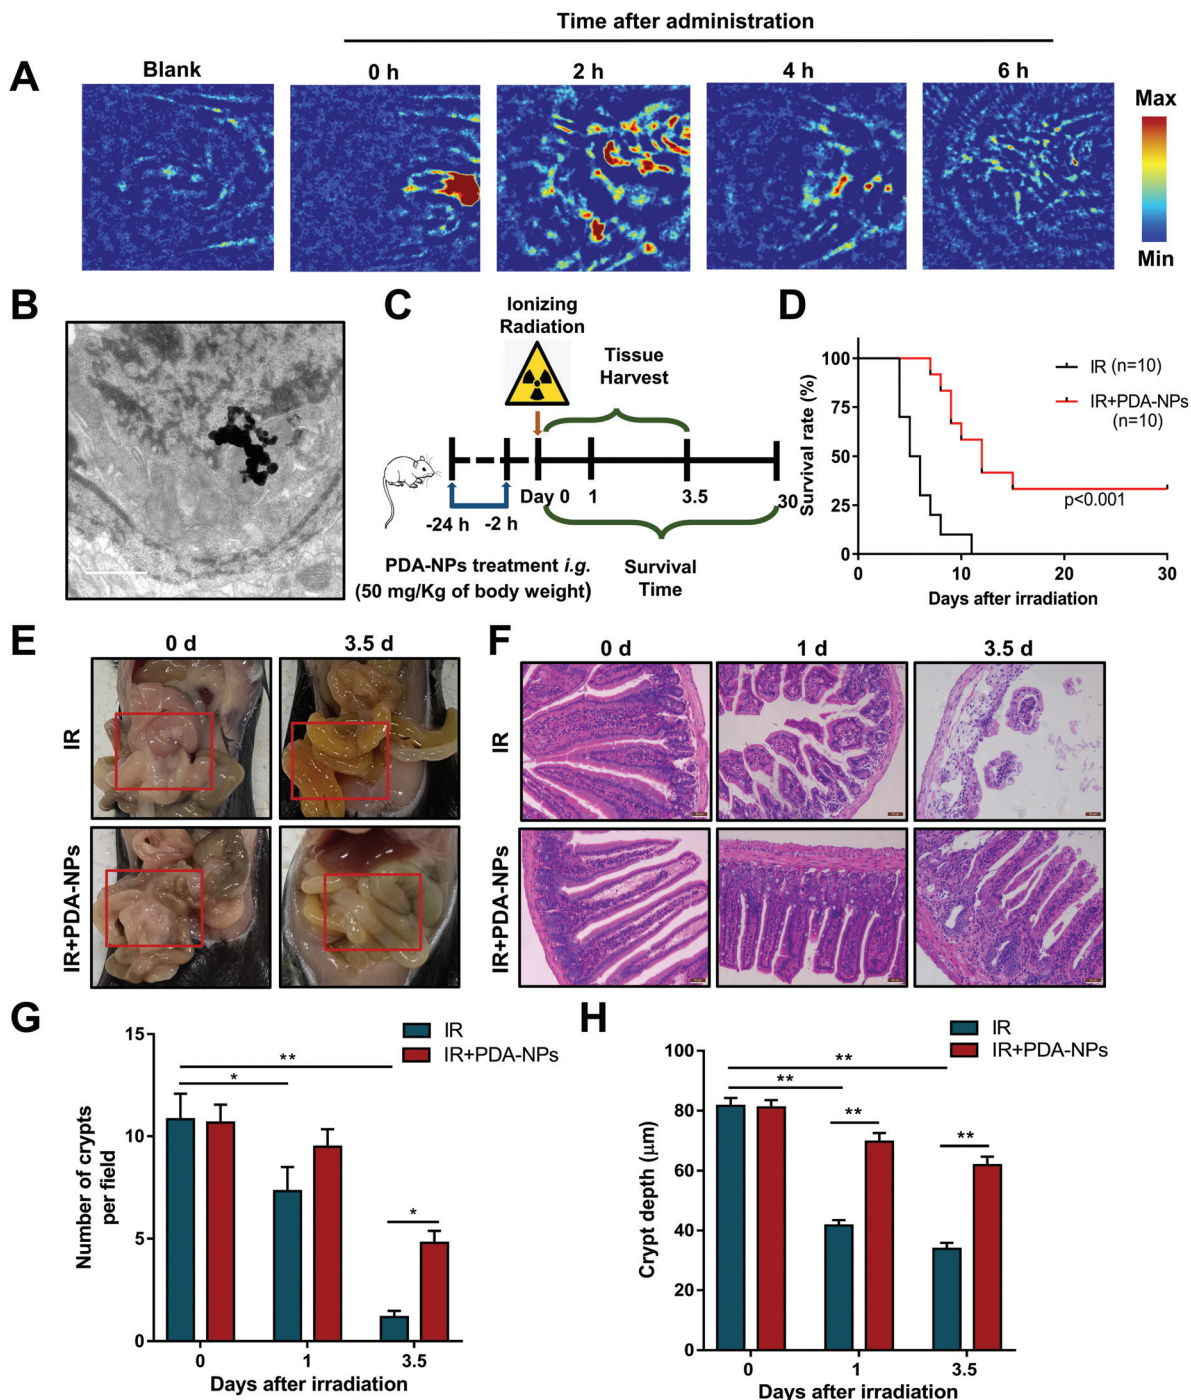 Time after administration
A
Blank
0 h
2 h
4 h
6 h
Max
Min
B
C
Ionizing
Radiation
Tissue
Harvest
Day 0
1
3.5
30
-24 h
-2 h
PDA-NPs treatment i.g.
(50 mg/Kg of body weight)
Survival
Time
D
Survival rate (%)
100
75
50
25
0
0
10
20
30
Days after irradiation
IR (n=10)
IR+PDA-NPs
(n=10)
p<0.001
E
0 d
3.5 d
IR
IR+PDA-NPs
F
0 d
1 d
3.5 d
IR
IR+PDA-NPs
G
IR
IR+PDA-NPs
Number of crypts
per field
15
10
5
0
**
*
*
0
1
3.5
Days after irradiation
H
IR
IR+PDA-NPs
Crypt depth (μm)
100
80
60
40
20
0
**
**
**
**
0
1
3.5
Days after irradiation